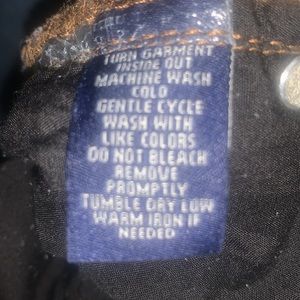 TURN GARMENT
INSIDE OUT
MACHINE WASH
COLD
GENTLE CYCLE
WASH WITH
LIKE COLORS
DO NOT BLEACH
REMOVE
PROMPTLY
TUMBLE DRY LOW
WARM IRON IF
NEEDED